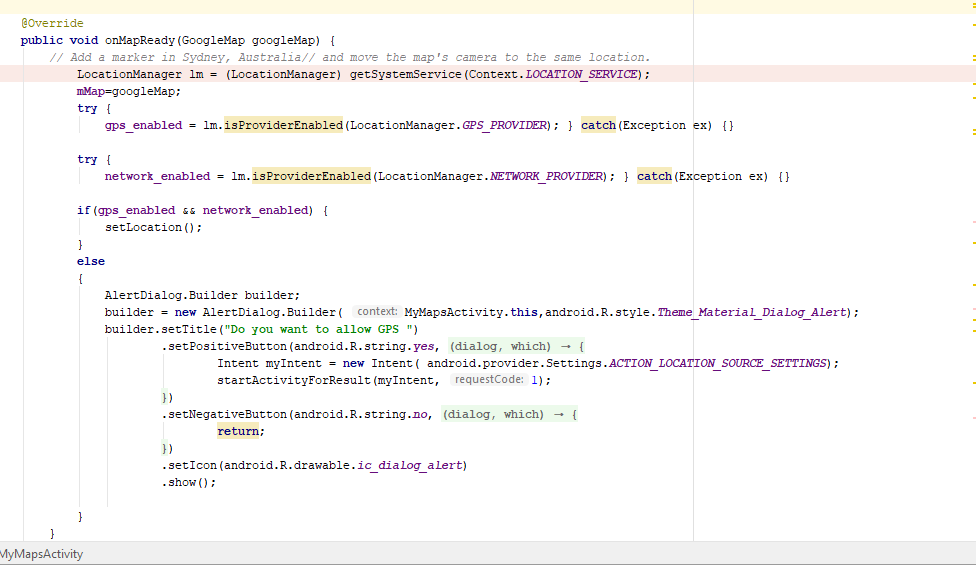 @Override
public void onMapReady(GoogleMap googleMap) {
// Add a marker in Sydney, Australia// and move the map's camera to the same location.
LocationManager lm = (LocationManager) getSystemService(Context.LOCATION_SERVICE);
mMap=googleMap;
try {
gps_enabled = lm.isProviderEnabled(LocationManager.GPS_PROVIDER); } catch(Exception ex) {}
try {
network_enabled = lm.isProviderEnabled(LocationManager.NETWORK_PROVIDER); } catch(Exception ex) {}
if(gps_enabled && network_enabled) {
setLocation();
}
else
{
AlertDialog.Builder builder;
builder = new AlertDialog.Builder( context: MyMapsActivity.this,android.R.style.Theme_Material_Dialog_Alert);
builder.setTitle("Do you want to allow GPS ")
.setPositiveButton(android.R.string.yes, (dialog, which) → {
Intent myIntent = new Intent( android.provider.Settings.ACTION_LOCATION_SOURCE_SETTINGS);
startActivityForResult(myIntent, requestCode: 1);
})
.setNegativeButton(android.R.string.no, (dialog, which) → {
return;
})
.setIcon(android.R.drawable.ic_dialog_alert)
.show();
}
}
MyMapsActivity